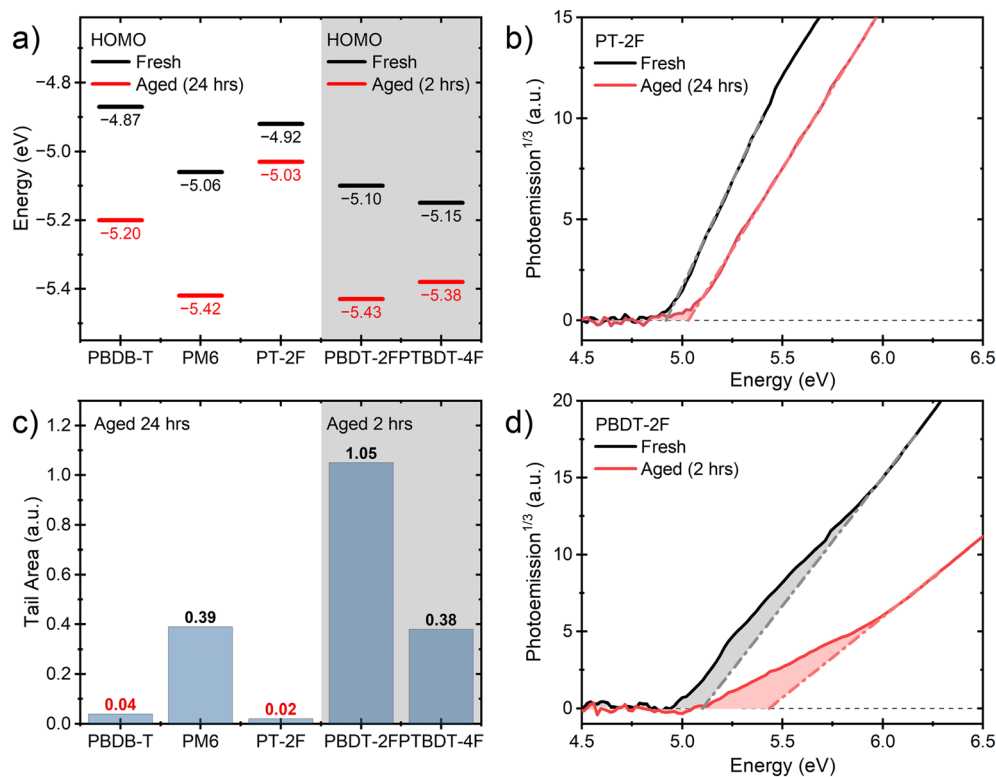 a)
HOMO
Fresh
Aged (24 hrs)
HOMO
Fresh
Aged (2 hrs)
Energy (eV)
−4.8
−5.0
−5.2
−5.4
−4.87
−5.20
−5.06
−5.42
−4.92
−5.03
−5.10
−5.43
−5.15
−5.38
PBDB-T PM6 PT-2F PBDT-2F PTBDT-4F
b)
PT-2F
Fresh
Aged (24 hrs)
Photoemission1/3 (a.u.)
15
10
5
0
4.5 5.0 5.5 6.0 6.5
Energy (eV)
c)
Aged 24 hrs
Aged 2 hrs
Tail Area (a.u.)
1.2
1.0
0.8
0.6
0.4
0.2
0.0
0.04
0.39
0.02
1.05
0.38
PBDB-T PM6 PT-2F PBDT-2F PTBDT-4F
d)
PBDT-2F
Fresh
Aged (2 hrs)
Photoemission1/3 (a.u.)
20
15
10
5
0
4.5 5.0 5.5 6.0 6.5
Energy (eV)